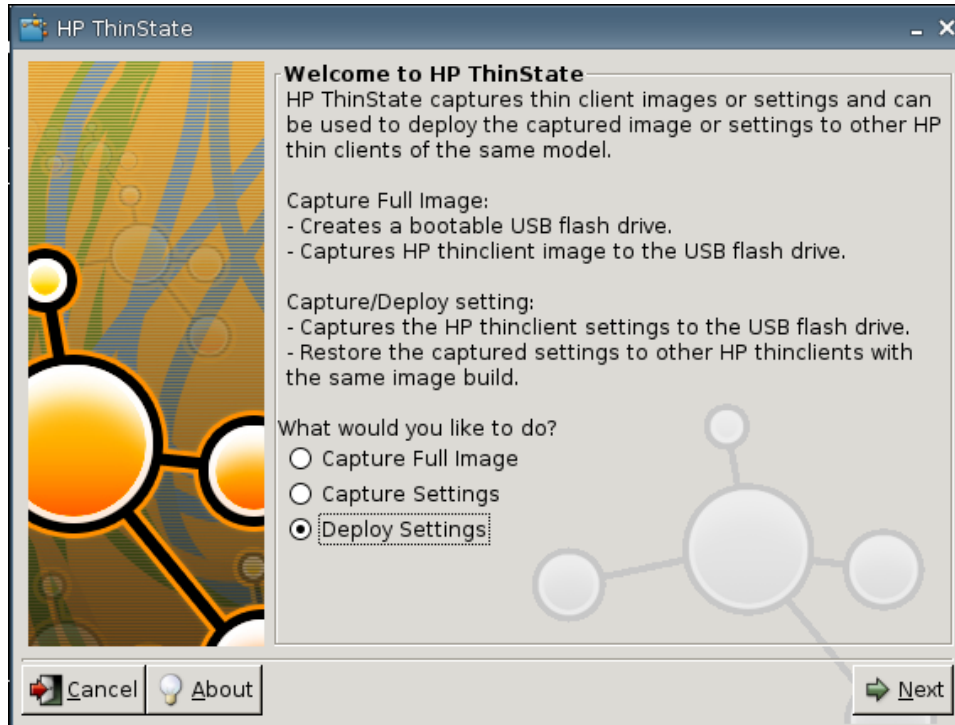 HP ThinState
Welcome to HP ThinState
HP ThinState captures thin client images or settings and can
be used to deploy the captured image or settings to other HP
thin clients of the same model.
Capture Full Image:
- Creates a bootable USB flash drive.
- Captures HP thinclient image to the USB flash drive.
Capture/Deploy setting:
- Captures the HP thinclient settings to the USB flash drive.
- Restore the captured settings to other HP thinclients with
the same image build.
What would you like to do?
Capture Full Image
Capture Settings
Deploy Settings
Cancel
About
Next